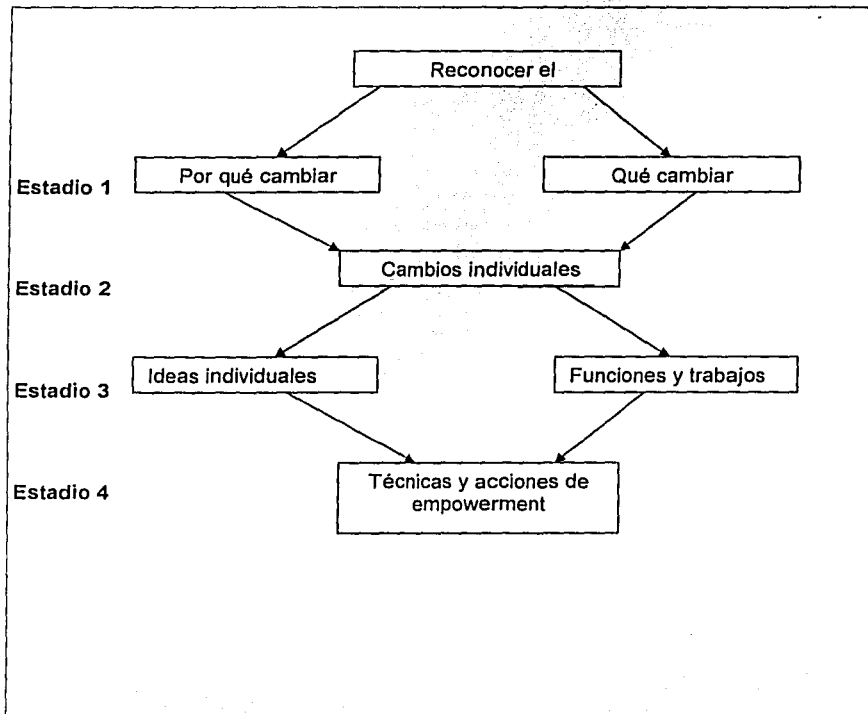 Reconocer el
Estadio 1
Por qué cambiar
Qué cambiar
Estadio 2
Cambios individuales
Estadio 3
Ideas individuales
Funciones y trabajos
Estadio 4
Técnicas y acciones de
empowerment